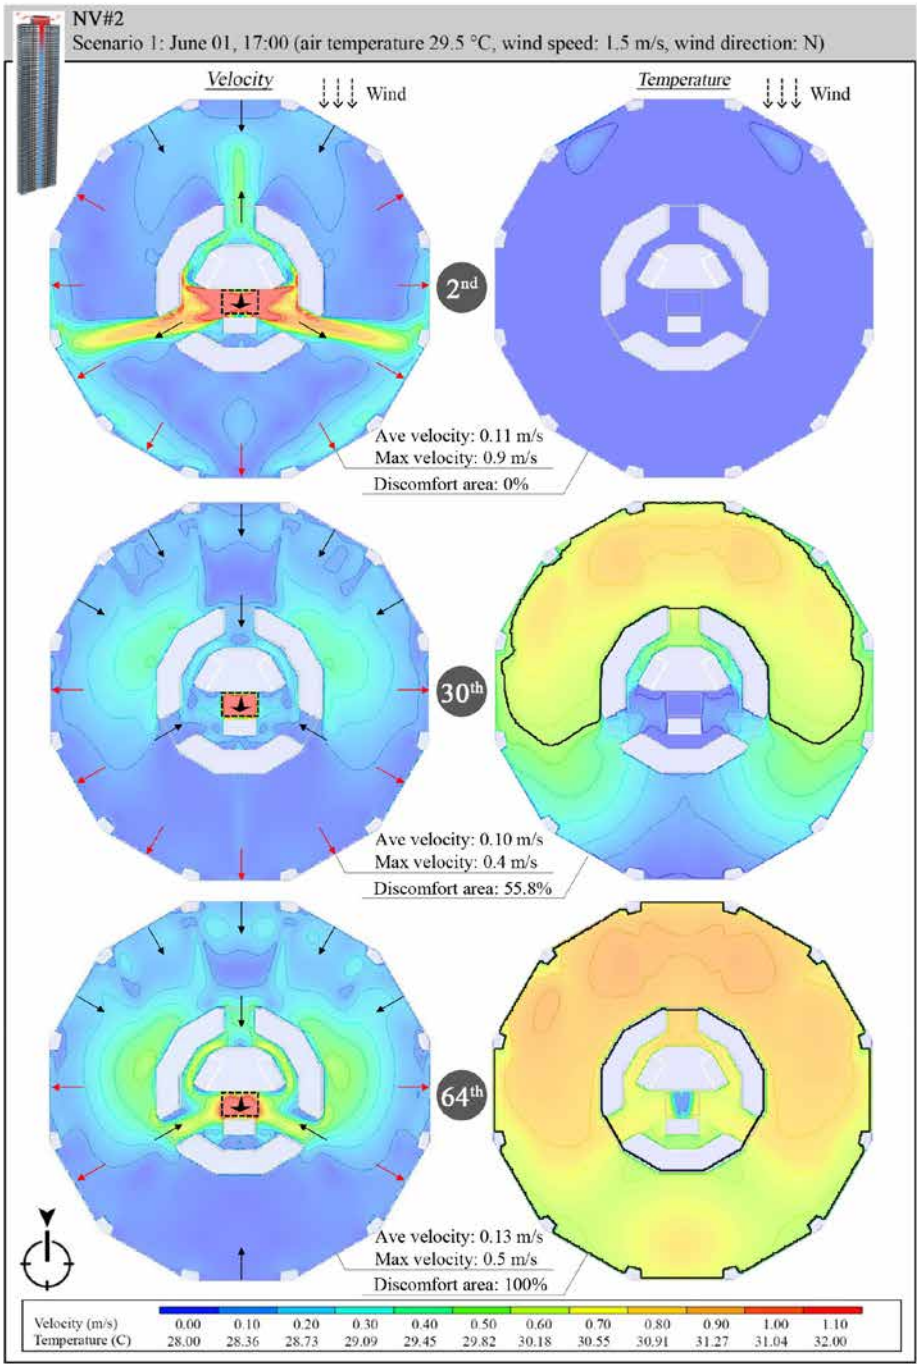 NV#2
Scenario 1: June 01, 17:00 (air temperature 29.5 °C, wind speed: 1.5 m/s, wind direction: N)
Velocity
Wind
Temperature
Wind
2nd
Ave velocity: 0.11 m/s
Max velocity: 0.9 m/s
Discomfort area: 0%
30th
Ave velocity: 0.10 m/s
Max velocity: 0.4 m/s
Discomfort area: 55.8%
64th
Ave velocity: 0.13 m/s
Max velocity: 0.5 m/s
Discomfort area: 100%
Velocity (m/s) 0.00 0.10 0.20 0.30 0.40 0.50 0.60 0.70 0.80 0.90 1.00 1.10
Temperature (C) 28.00 28.36 28.73 29.09 29.45 29.82 30.18 30.55 30.91 31.27 31.04 32.00